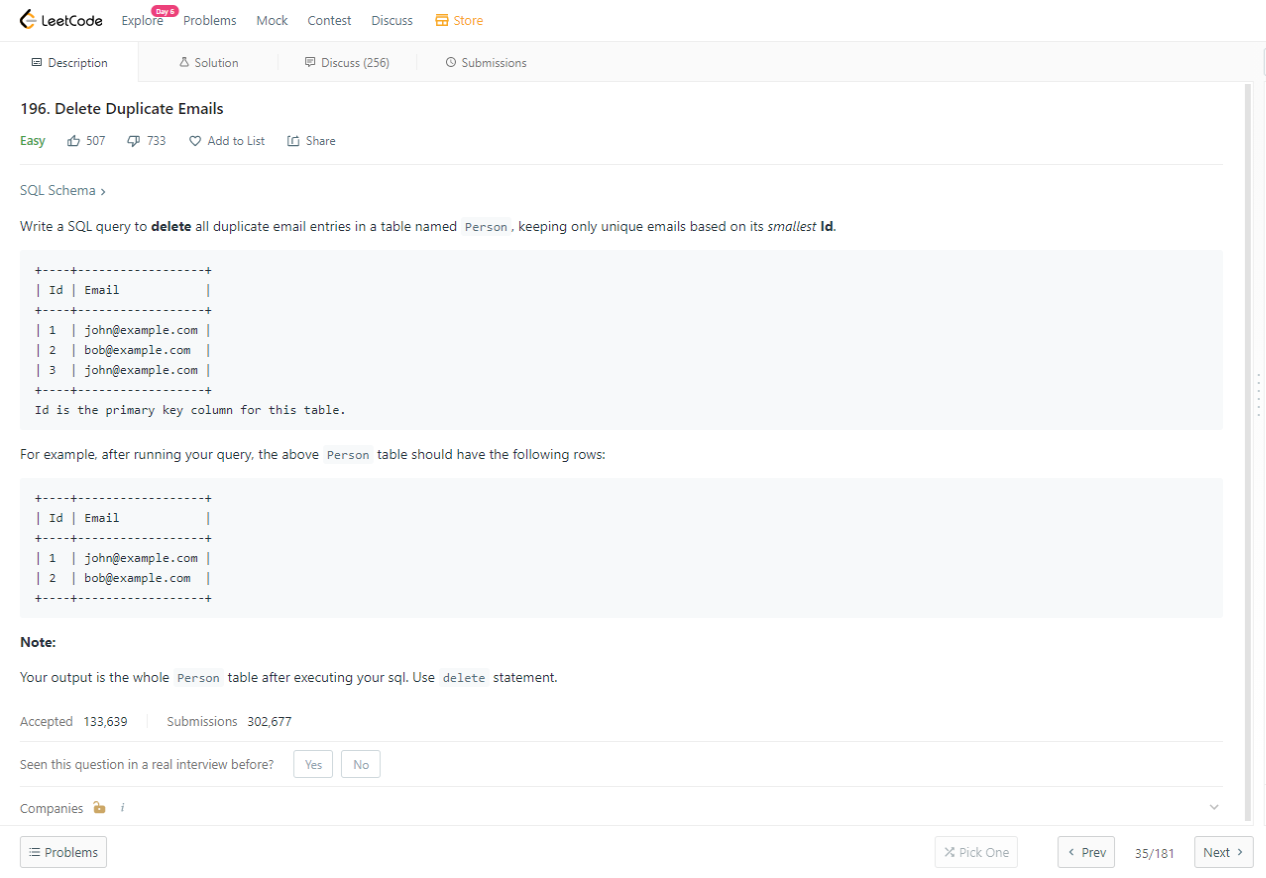 LeetCode Explore Day 6 Problems Mock Contest Discuss Store
Description Solution Discuss (256) Submissions
196. Delete Duplicate Emails
Easy 507 733 Add to List Share
SQL Schema ›
Write a SQL query to delete all duplicate email entries in a table named Person, keeping only unique emails based on its smallest Id.
+----+------------------+
| Id | Email            |
+----+------------------+
| 1  | john@example.com |
| 2  | bob@example.com  |
| 3  | john@example.com |
+----+------------------+
Id is the primary key column for this table.
For example, after running your query, the above Person table should have the following rows:
+----+------------------+
| Id | Email            |
+----+------------------+
| 1  | john@example.com |
| 2  | bob@example.com  |
+----+------------------+
Note:
Your output is the whole Person table after executing your sql. Use delete statement.
Accepted 133,639 Submissions 302,677
Seen this question in a real interview before? Yes No
Companies i
Problems Pick One ‹ Prev 35/181 Next ›